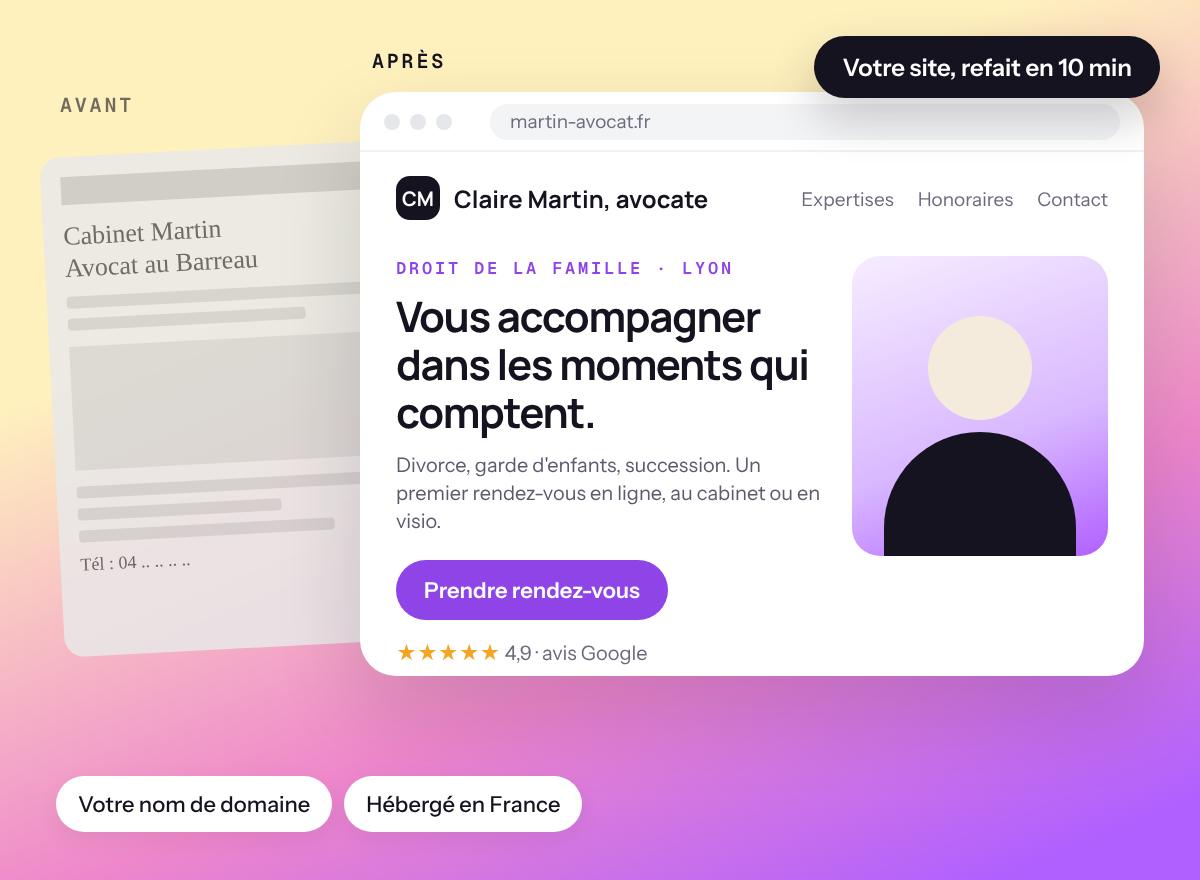 APRÈS
Votre site, refait en 10 min
AVANT
martin-avocat.fr
CM
Claire Martin, avocate
Expertises
Honoraires
Contact
Cabinet Martin
Avocat au Barreau
Tél : 04 .. .. .. ..
DROIT DE LA FAMILLE · LYON
Vous accompagner
dans les moments qui
comptent.
Divorce, garde d'enfants, succession. Un
premier rendez-vous en ligne, au cabinet ou en
visio.
Prendre rendez-vous
★★★★★ 4,9 · avis Google
Votre nom de domaine
Hébergé en France